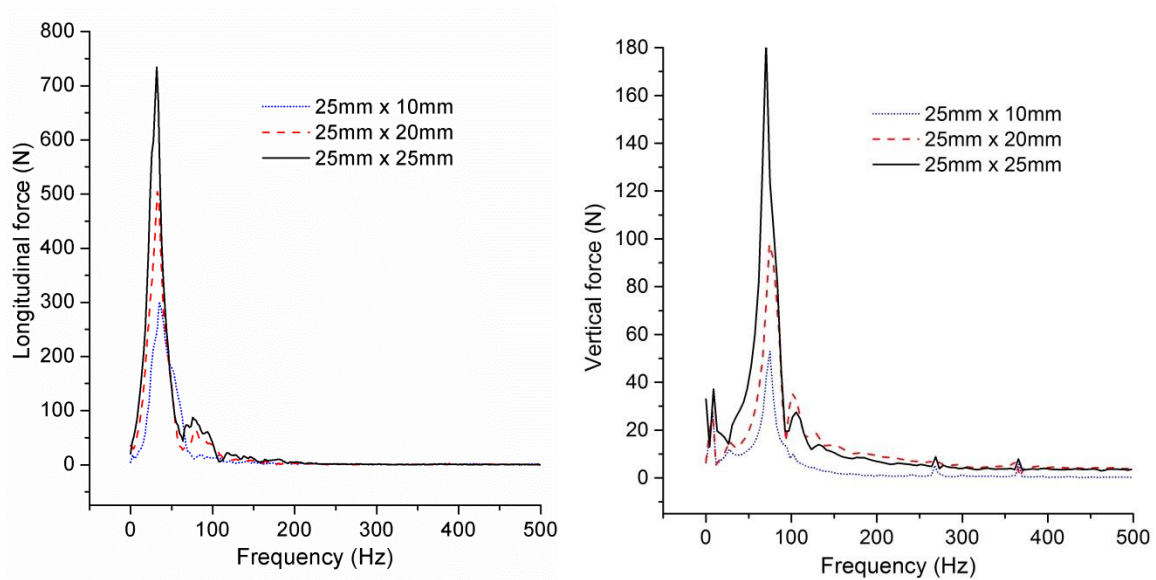 Longitudinal force (N)
800
700
600
500
400
300
200
100
0
25mm x 10mm
25mm x 20mm
25mm x 25mm
0 100 200 300 400 500
Frequency (Hz)
Vertical force (N)
180
160
140
120
100
80
60
40
20
0
25mm x 10mm
25mm x 20mm
25mm x 25mm
0 100 200 300 400 500
Frequency (Hz)